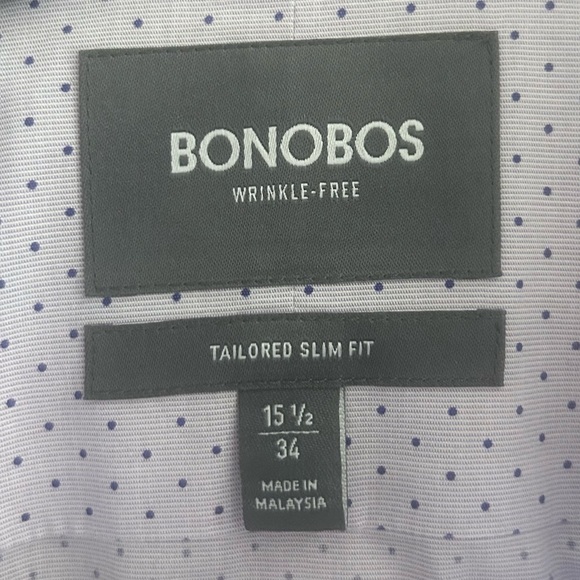 BONOBOS
WRINKLE-FREE
TAILORED SLIM FIT
15 ½
34
MADE IN
MALAYSIA